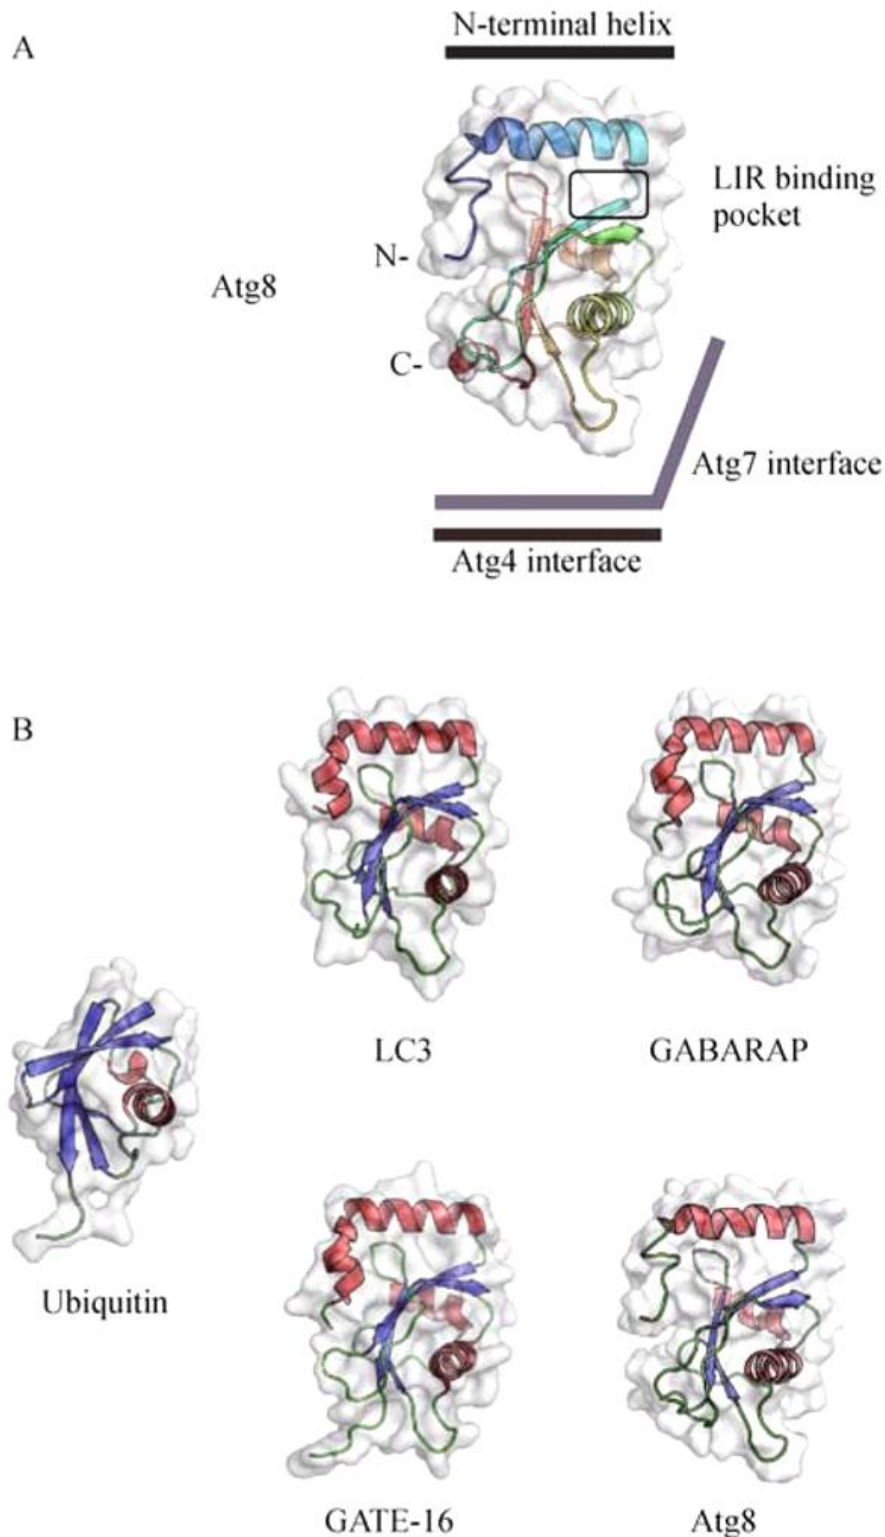 A
N-terminal helix
LIR binding
pocket
N-
Atg8
C-
Atg7 interface
Atg4 interface
B
LC3
GABARAP
Ubiquitin
GATE-16
Atg8